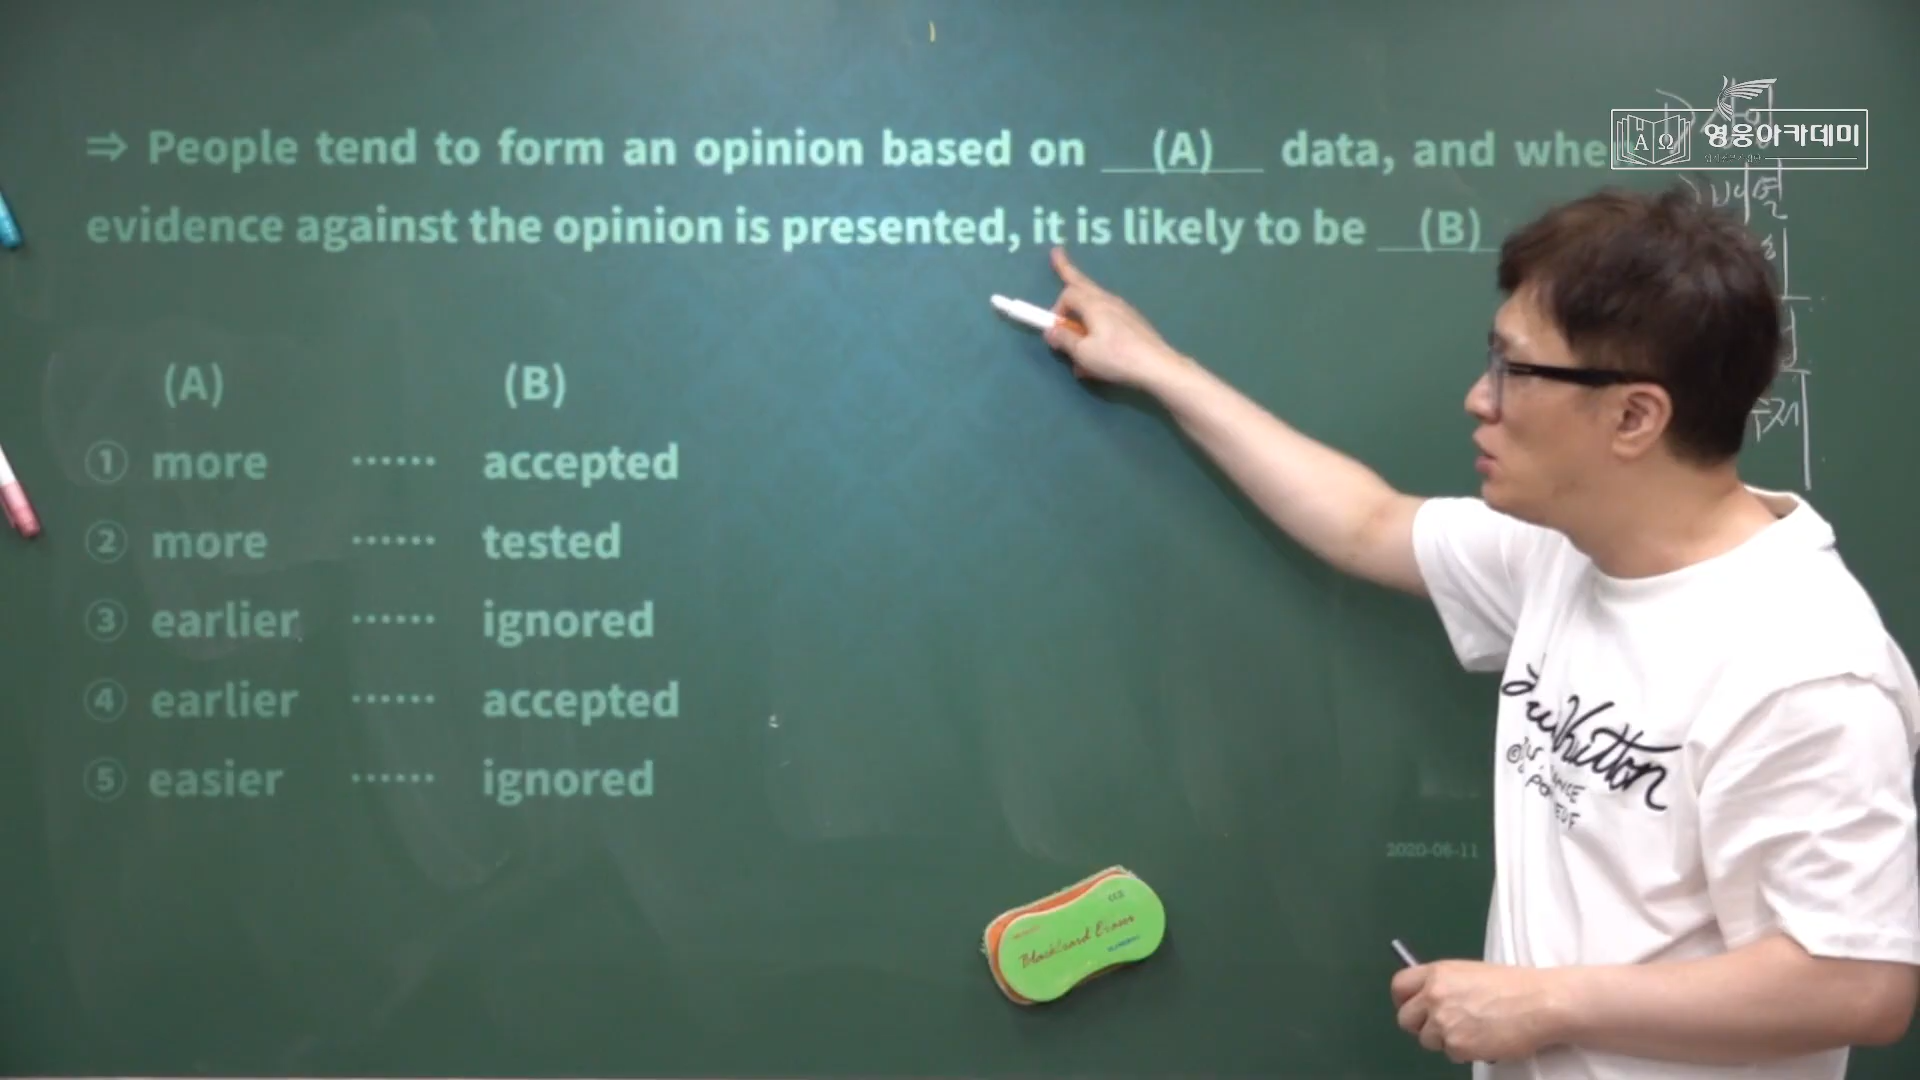 영웅아카데미
⇒ People tend to form an opinion based on (A) data, and whe
evidence against the opinion is presented, it is likely to be (B)
(A) (B)
① more ...... accepted
② more ...... tested
③ earlier ...... ignored
④ earlier ...... accepted
⑤ easier ...... ignored
2020-06-11
Blackboard Eraser